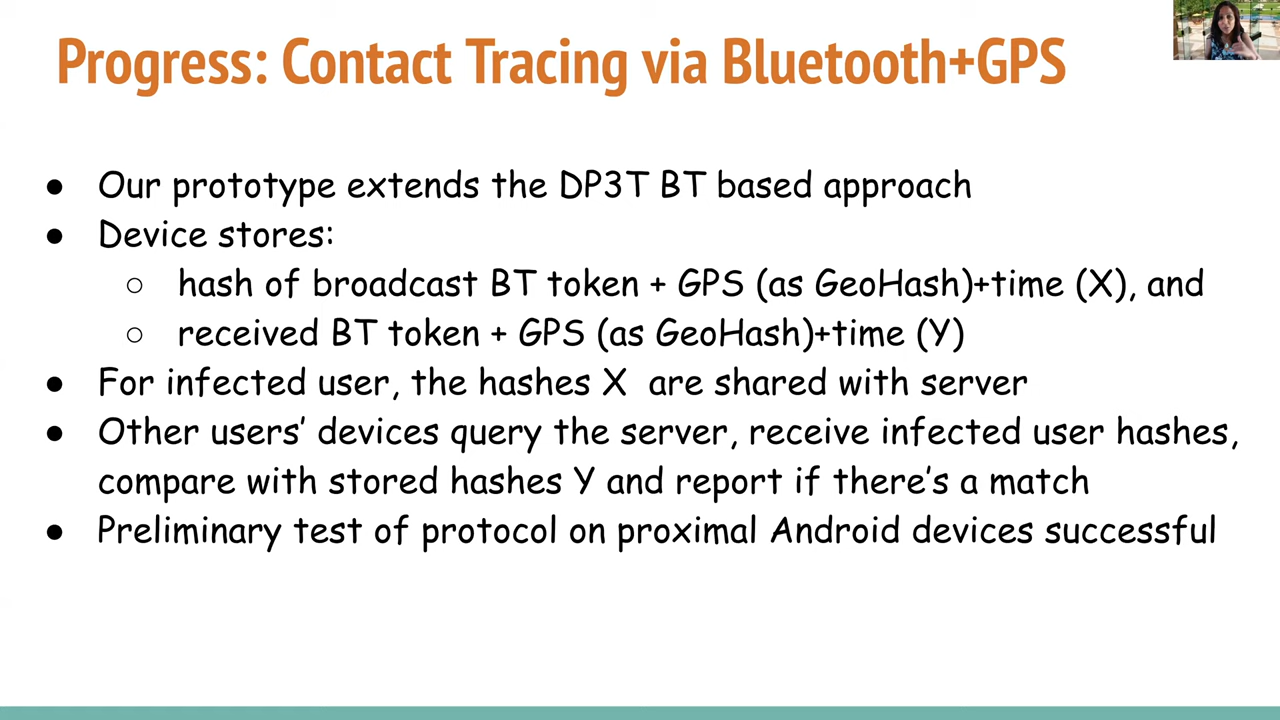 Progress: Contact Tracing via Bluetooth+GPS
● Our prototype extends the DP3T BT based approach
● Device stores:
○ hash of broadcast BT token + GPS (as GeoHash)+time (X), and
○ received BT token + GPS (as GeoHash)+time (Y)
● For infected user, the hashes X are shared with server
● Other users’ devices query the server, receive infected user hashes,
compare with stored hashes Y and report if there’s a match
● Preliminary test of protocol on proximal Android devices successful